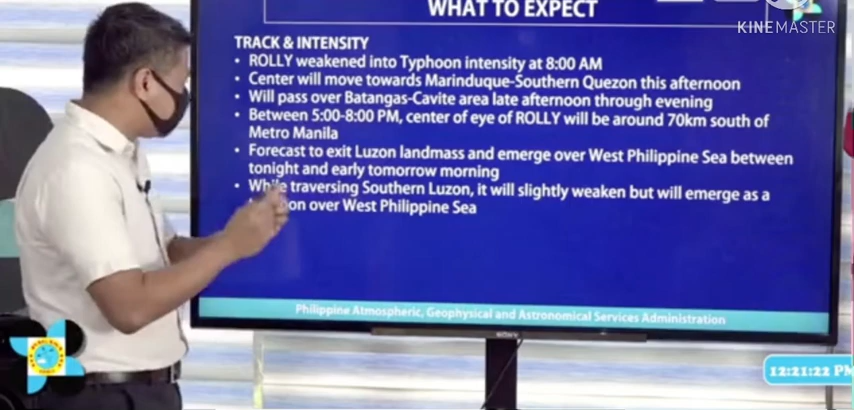 WHAT TO EXPECT
KINEMASTER
TRACK & INTENSITY
• ROLLY weakened into Typhoon intensity at 8:00 AM
• Center will move towards Marinduque-Southern Quezon this afternoon
• Will pass over Batangas-Cavite area late afternoon through evening
• Between 5:00-8:00 PM, center of eye of ROLLY will be around 70km south of
Metro Manila
• Forecast to exit Luzon landmass and emerge over West Philippine Sea between
tonight and early tomorrow morning
• While traversing Southern Luzon, it will slightly weaken but will emerge as a
over West Philippine Sea
Philippine Atmospheric, Geophysical and Astronomical Services Administration
SONY
12:21:22 PM